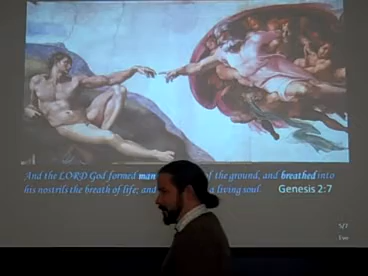 And the LORD God formed man of the ground, and breathed into
his nostrils the breath of life; and a living soul Genesis 2:7